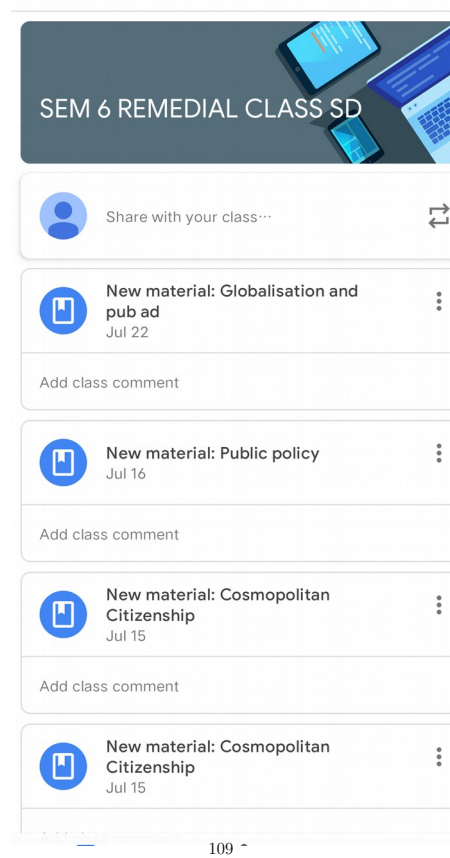 SEM 6 REMEDIAL CLASS SD
Share with your class...
New material: Globalisation and
pub ad
Jul 22
Add class comment
New material: Public policy
Jul 16
Add class comment
New material: Cosmopolitan
Citizenship
Jul 15
Add class comment
New material: Cosmopolitan
Citizenship
Jul 15
109